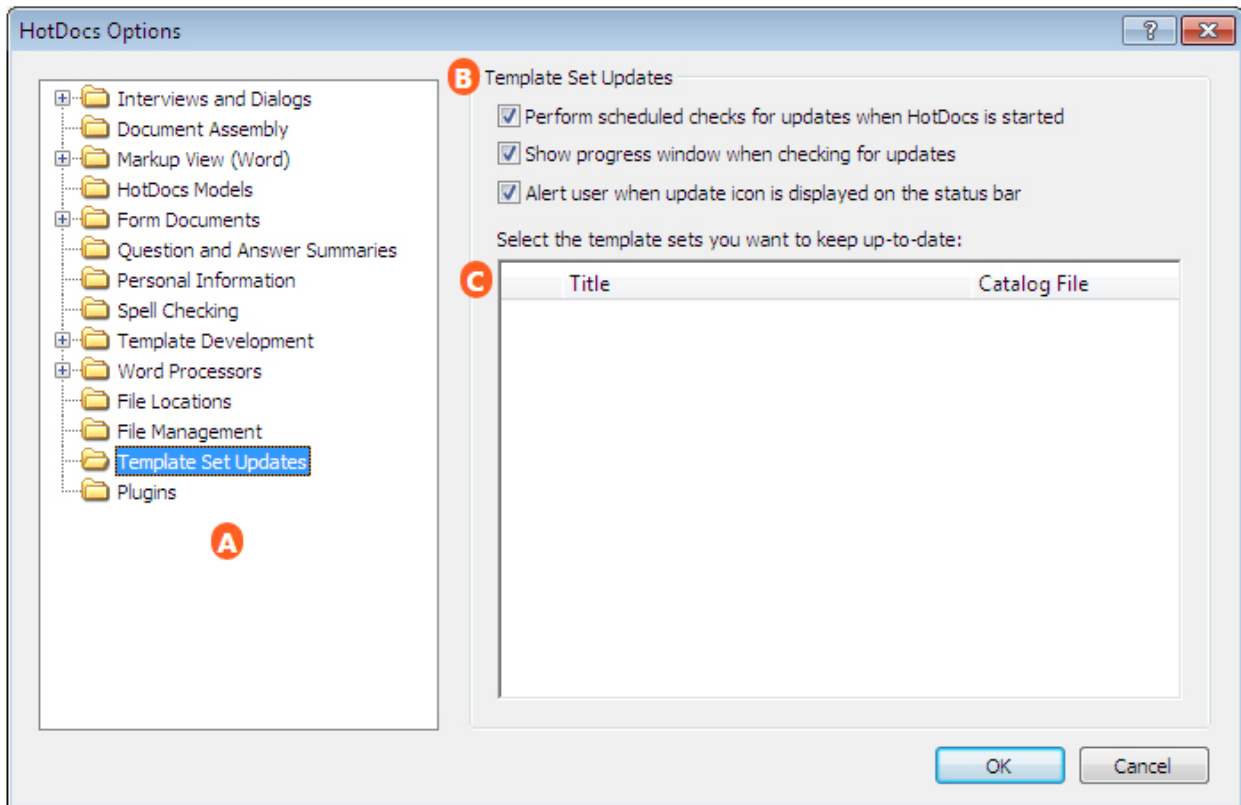 HotDocs Options
Interviews and Dialogs
Document Assembly
Markup View (Word)
HotDocs Models
Form Documents
Question and Answer Summaries
Personal Information
Spell Checking
Template Development
Word Processors
File Locations
File Management
Template Set Updates
Plugins
A
B Template Set Updates
Perform scheduled checks for updates when HotDocs is started
Show progress window when checking for updates
Alert user when update icon is displayed on the status bar
Select the template sets you want to keep up-to-date:
C Title Catalog File
OK Cancel